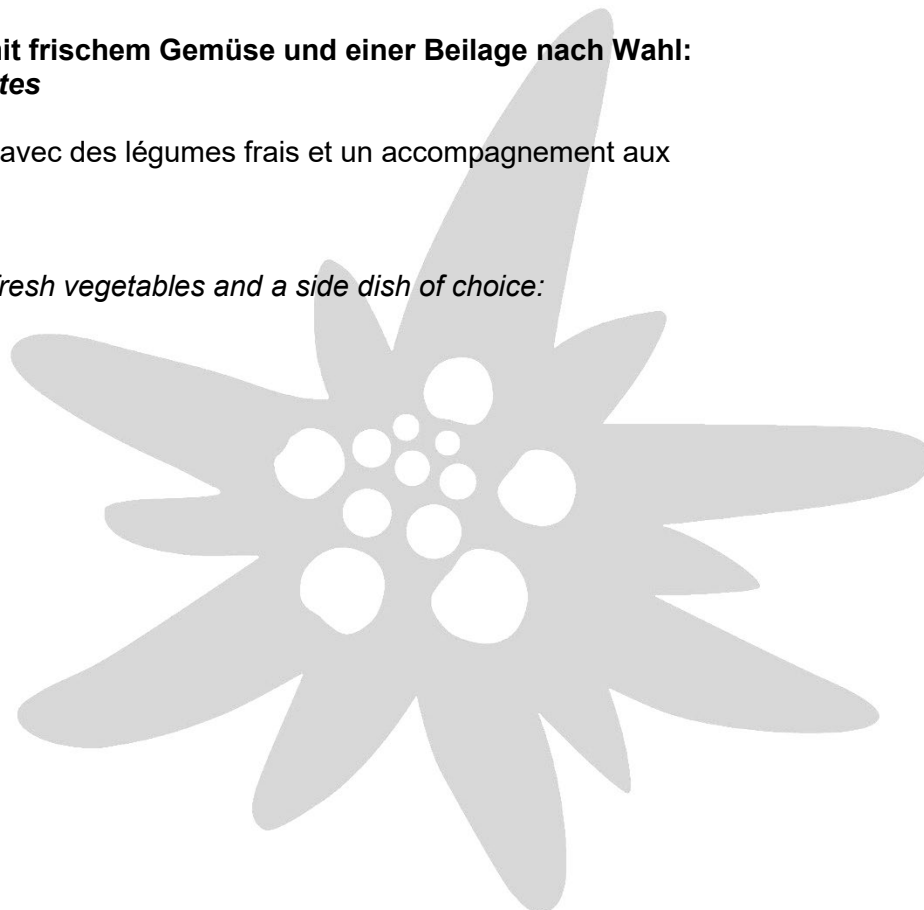 mit frischem Gemüse und einer Beilage nach Wahl:
tes
avec des légumes frais et un accompagnement aux
fresh vegetables and a side dish of choice: